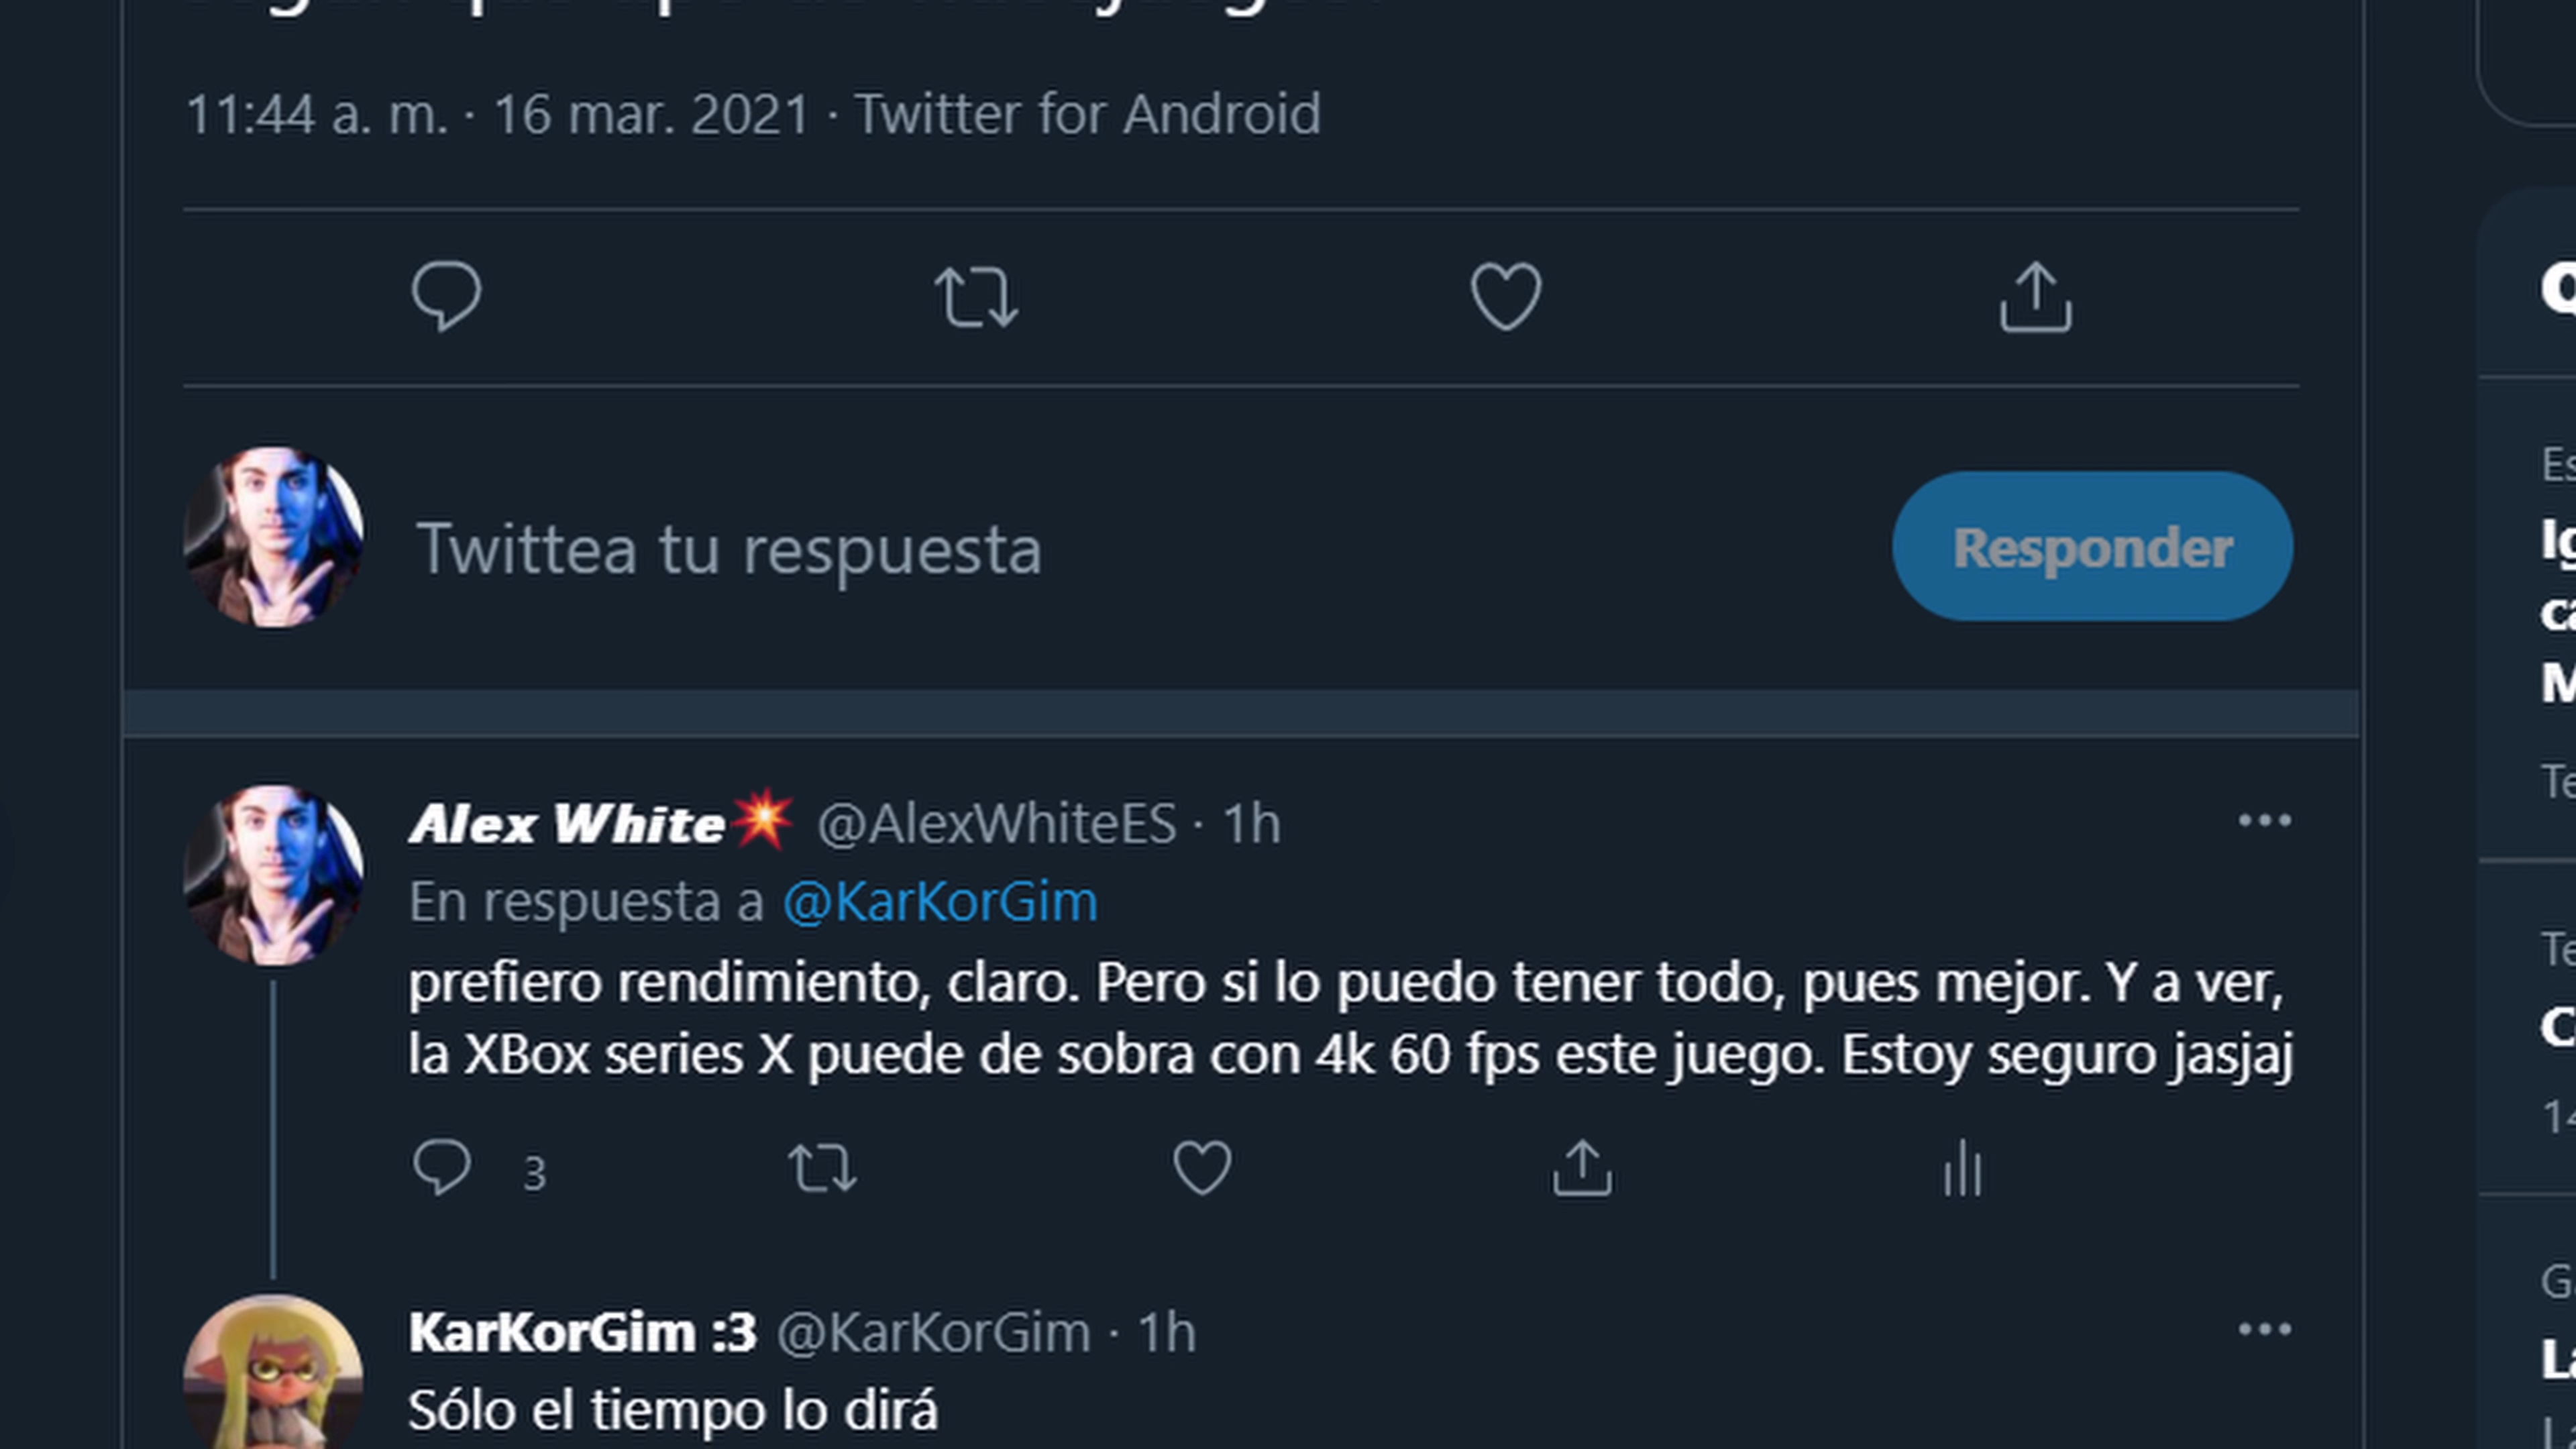 11:44 a. m. · 16 mar. 2021 · Twitter for Android
Twittea tu respuesta
Responder
Alex White💥 @AlexWhiteES · 1h
En respuesta a @KarKorGim
prefiero rendimiento, claro. Pero si lo puedo tener todo, pues mejor. Y a ver,
la XBox series X puede de sobra con 4k 60 fps este juego. Estoy seguro jasjaj
3
KarKorGim :3 @KarKorGim · 1h
Sólo el tiempo lo dirá